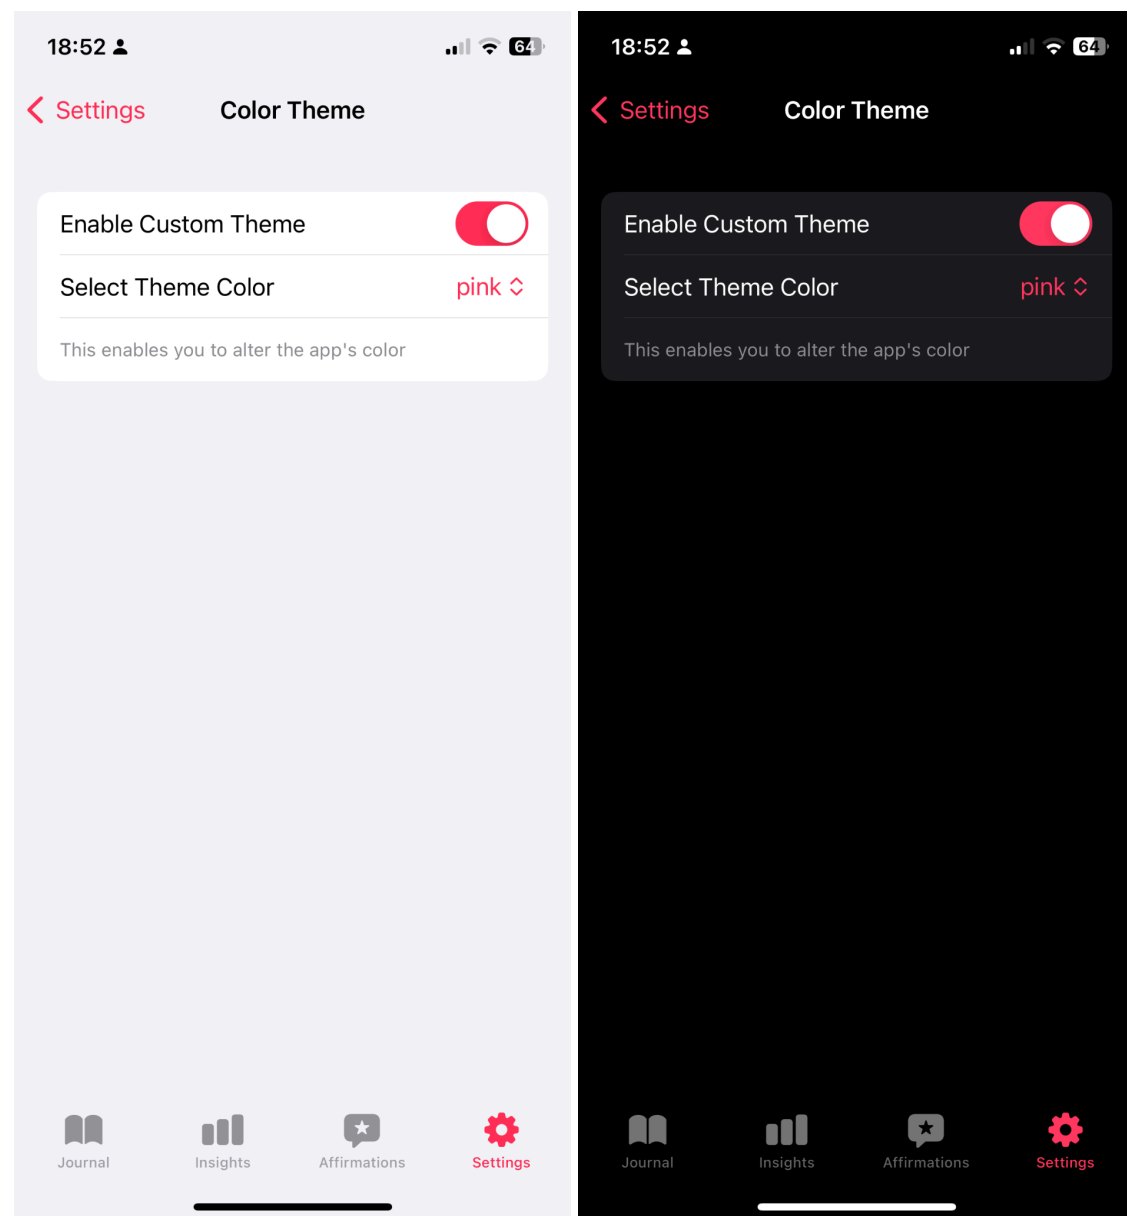 18:52
64
Settings
Color Theme
Enable Custom Theme
Select Theme Color
pink
This enables you to alter the app's color
Journal
Insights
Affirmations
Settings
18:52
64
Settings
Color Theme
Enable Custom Theme
Select Theme Color
pink
This enables you to alter the app's color
Journal
Insights
Affirmations
Settings